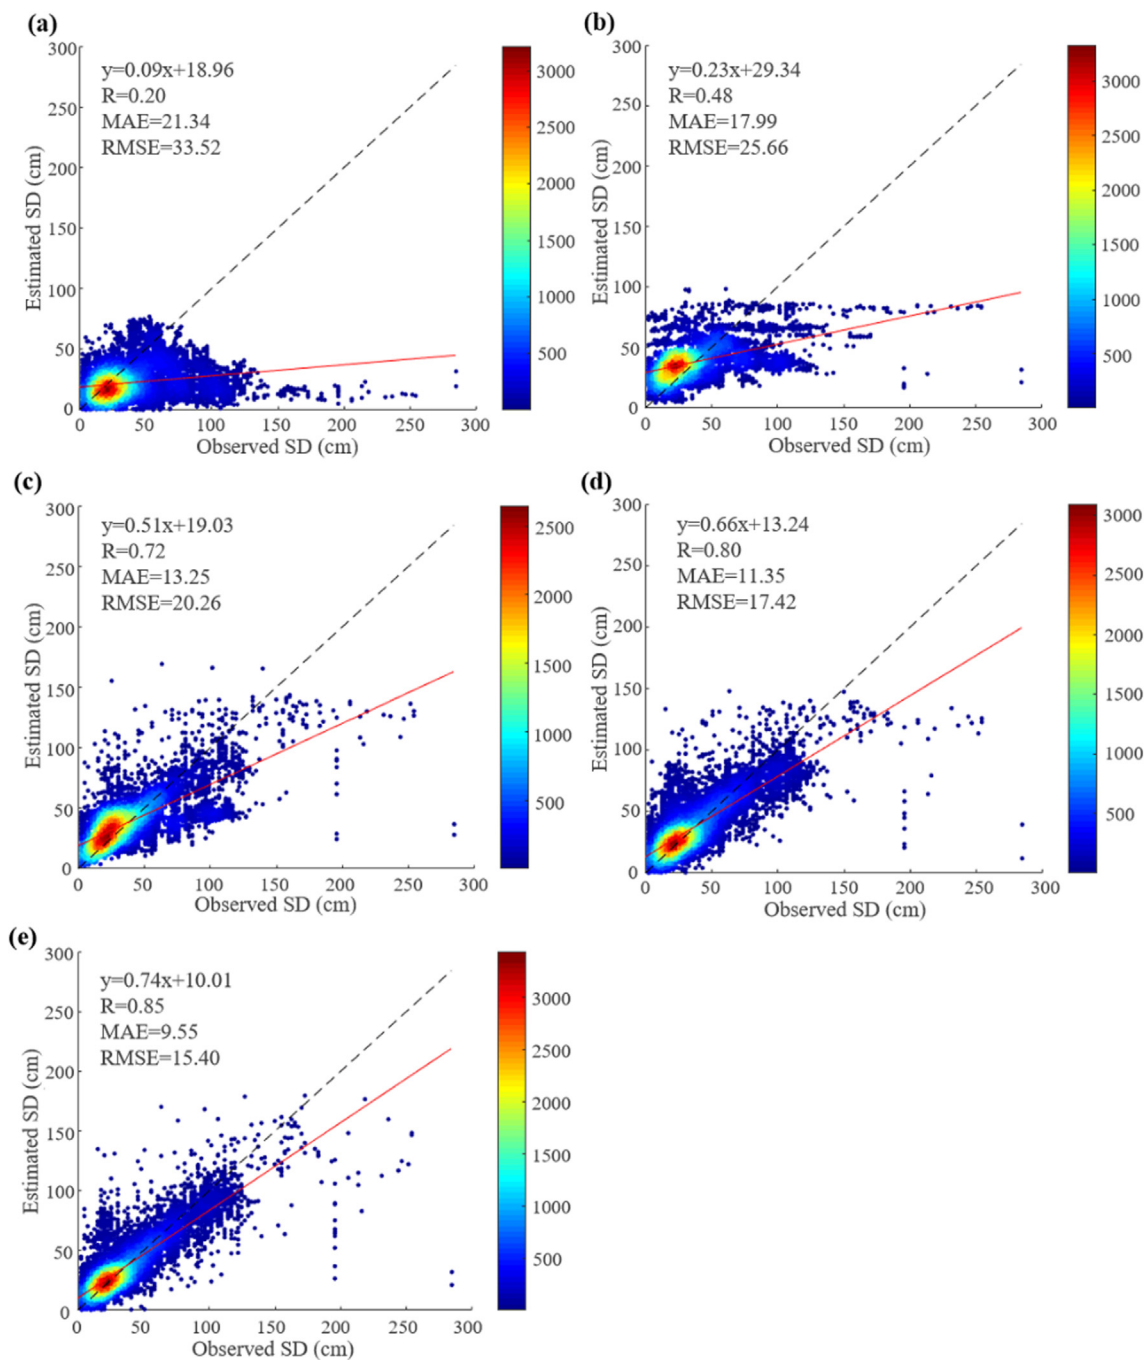 (a)
300
250
200
150
100
50
0
Estimated SD (cm)
y=0.09x+18.96
R=0.20
MAE=21.34
RMSE=33.52
0 50 100 150 200 250 300
Observed SD (cm)
3000
2500
2000
1500
1000
500
(b)
300
250
200
150
100
50
0
Estimated SD (cm)
y=0.23x+29.34
R=0.48
MAE=17.99
RMSE=25.66
0 50 100 150 200 250 300
Observed SD (cm)
3000
2500
2000
1500
1000
500
(c)
300
250
200
150
100
50
0
Estimated SD (cm)
y=0.51x+19.03
R=0.72
MAE=13.25
RMSE=20.26
0 50 100 150 200 250 300
Observed SD (cm)
2500
2000
1500
1000
500
(d)
300
250
200
150
100
50
0
Estimated SD (cm)
y=0.66x+13.24
R=0.80
MAE=11.35
RMSE=17.42
0 50 100 150 200 250 300
Observed SD (cm)
3000
2500
2000
1500
1000
500
(e)
300
250
200
150
100
50
0
Estimated SD (cm)
y=0.74x+10.01
R=0.85
MAE=9.55
RMSE=15.40
0 50 100 150 200 250 300
Observed SD (cm)
3000
2500
2000
1500
1000
500